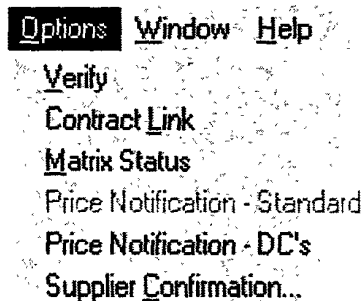 Options Window Help
Verify
Contract Link
Matrix Status
Price Notification - Standard
Price Notification - DC's
Supplier Confirmation...